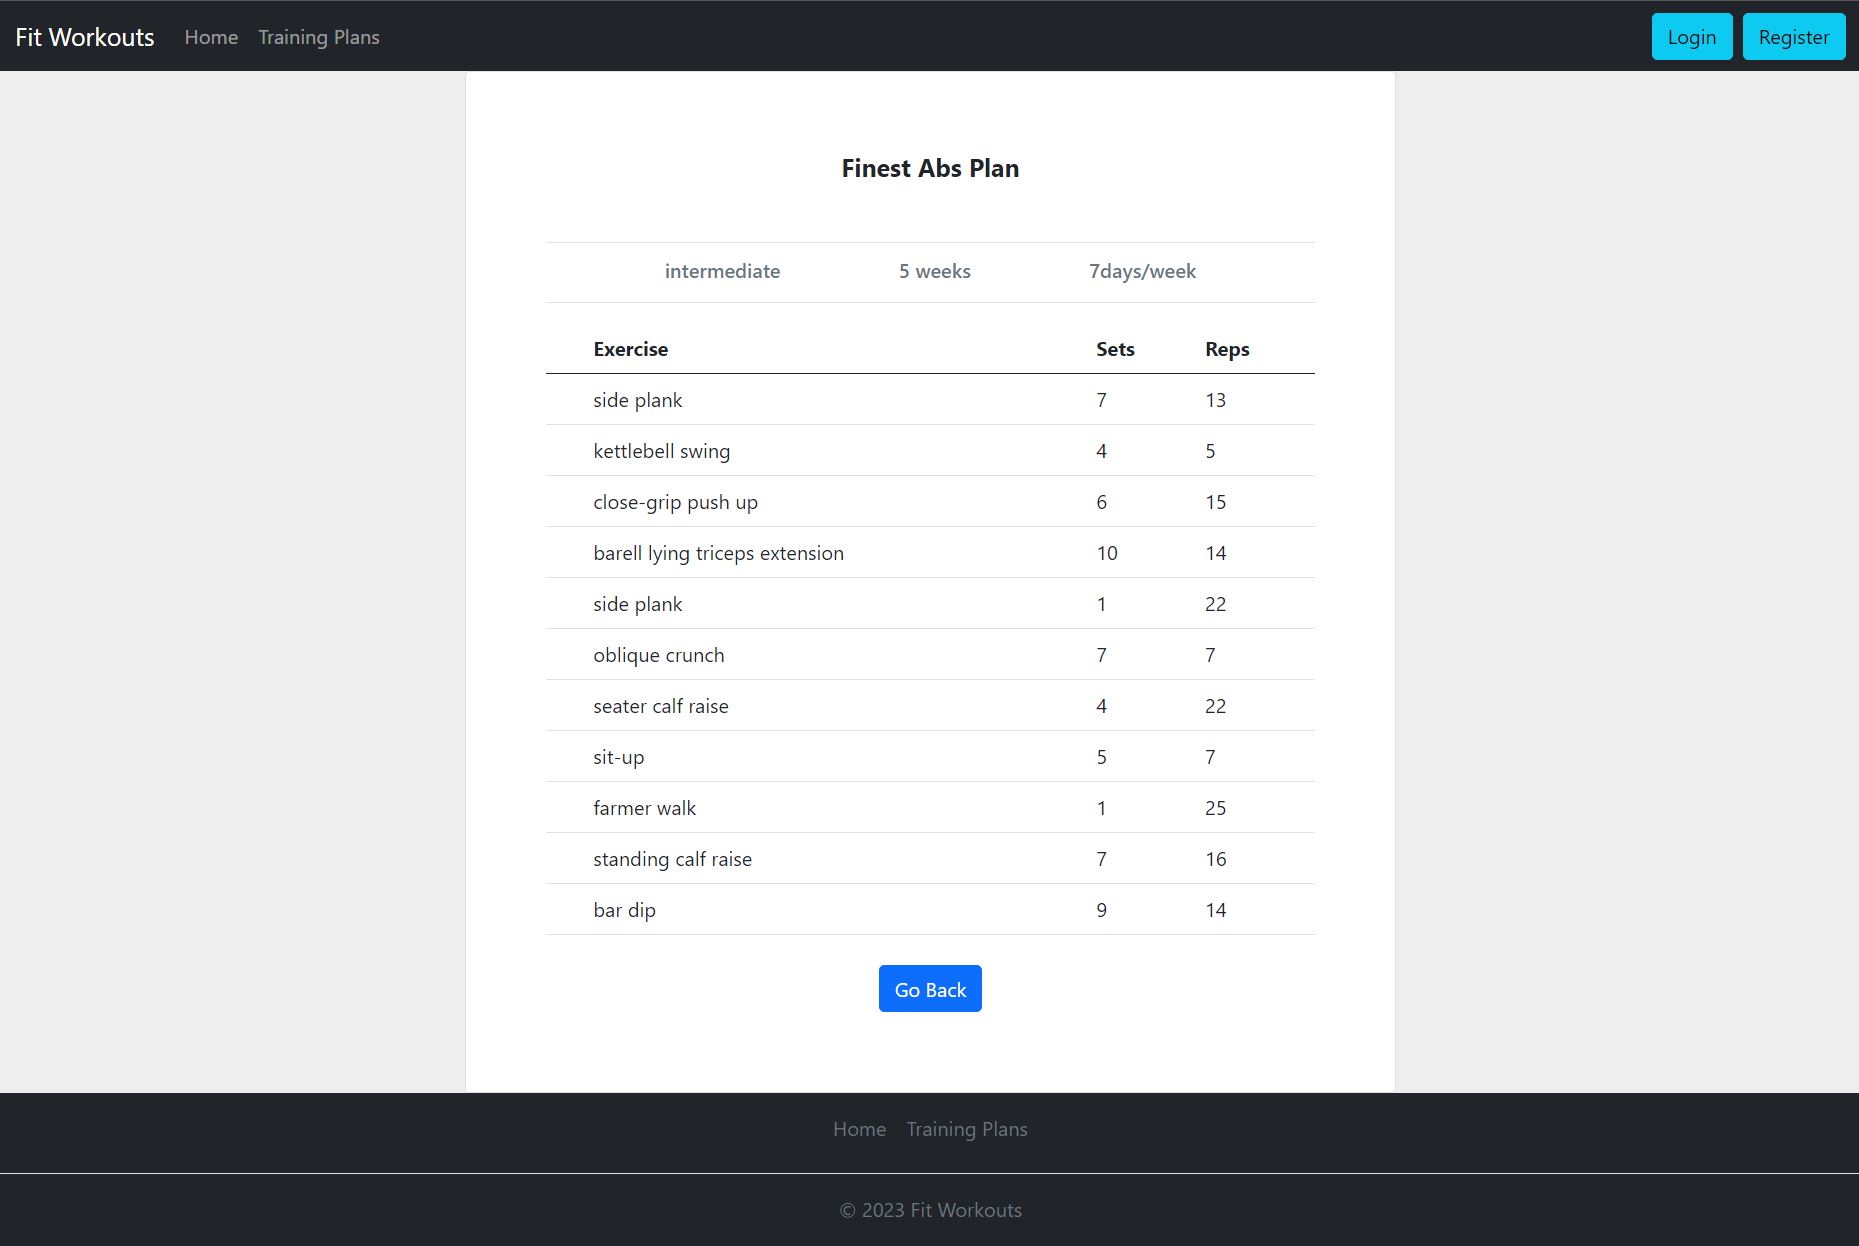 Fit Workouts Home Training Plans Login Register
Finest Abs Plan
intermediate 5 weeks 7days/week
Exercise Sets Reps
side plank 7 13
kettlebell swing 4 5
close-grip push up 6 15
barell lying triceps extension 10 14
side plank 1 22
oblique crunch 7 7
seater calf raise 4 22
sit-up 5 7
farmer walk 1 25
standing calf raise 7 16
bar dip 9 14
Go Back
Home Training Plans
© 2023 Fit Workouts